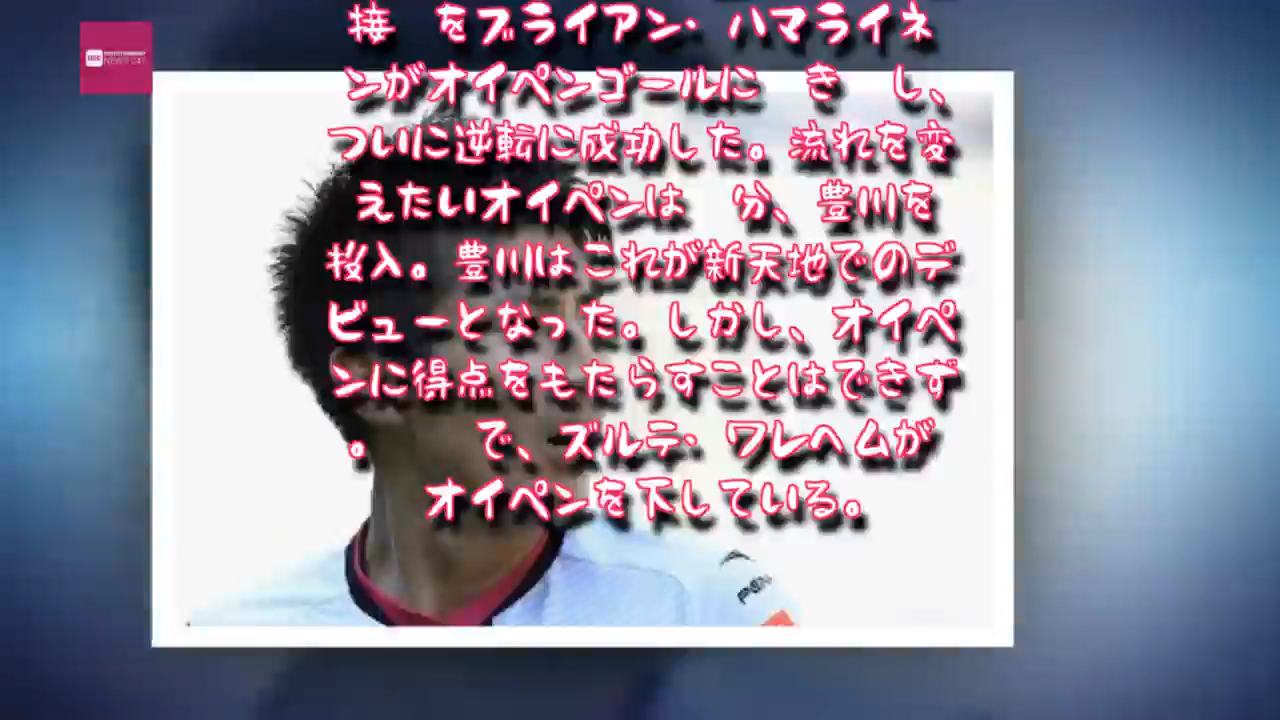 接 をブライアン・ハマライネ
ンがオイペンゴールに き し、
ついに逆転に成功した。流れを変
えたいオイペンは 分、豊川を
投入。豊川はこれが新天地でのデ
ビューとなった。しかし、オイペ
ンに得点をもたらすことはできず
。 で、ズルテ・ワレヘムが
オイペンを下している。
NEWS 24/7
PENN